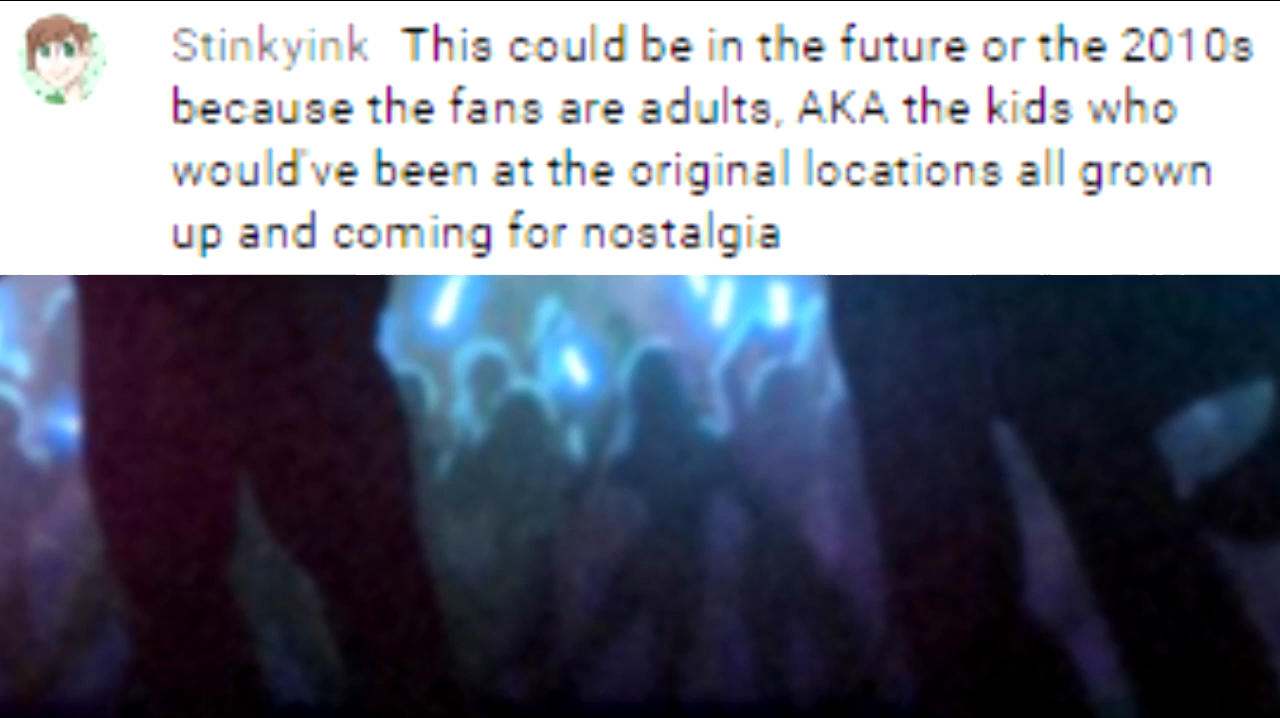 Stinkyink This could be in the future or the 2010s
because the fans are adults, AKA the kids who
would've been at the original locations all grown
up and coming for nostalgia